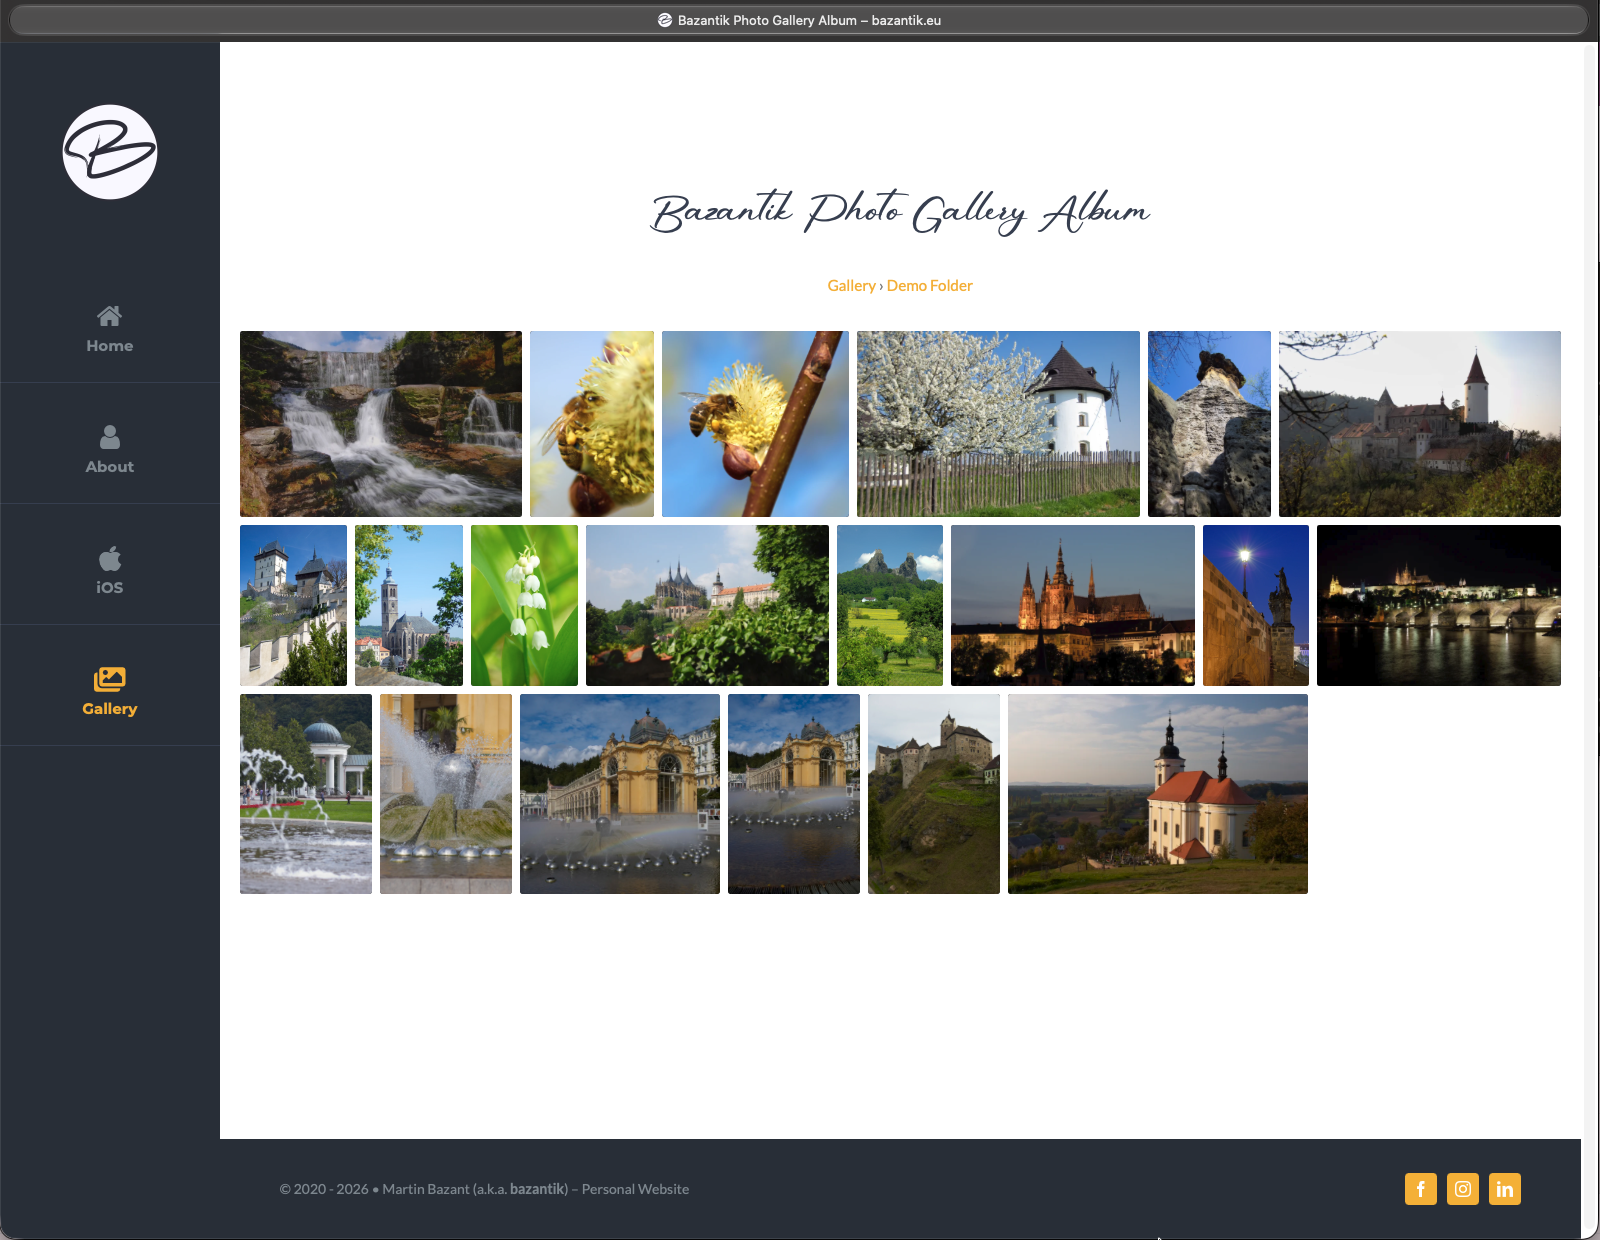 Bazantik Photo Gallery Album – bazantik.eu
B
Home
About
iOS
Gallery
Bazantik Photo Gallery Album
Gallery › Demo Folder
© 2020 - 2026 • Martin Bazant (a.k.a. bazantik) – Personal Website